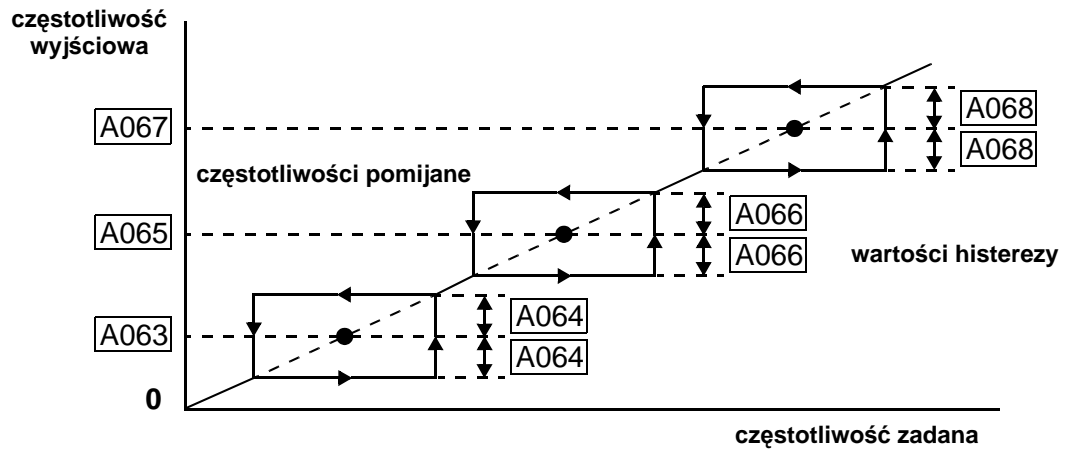 częstotliwość
wyjściowa
A067
A068
A068
częstotliwości pomijane
A065
A066
A066
wartości histerezy
A063
A064
A064
0
częstotliwość zadana